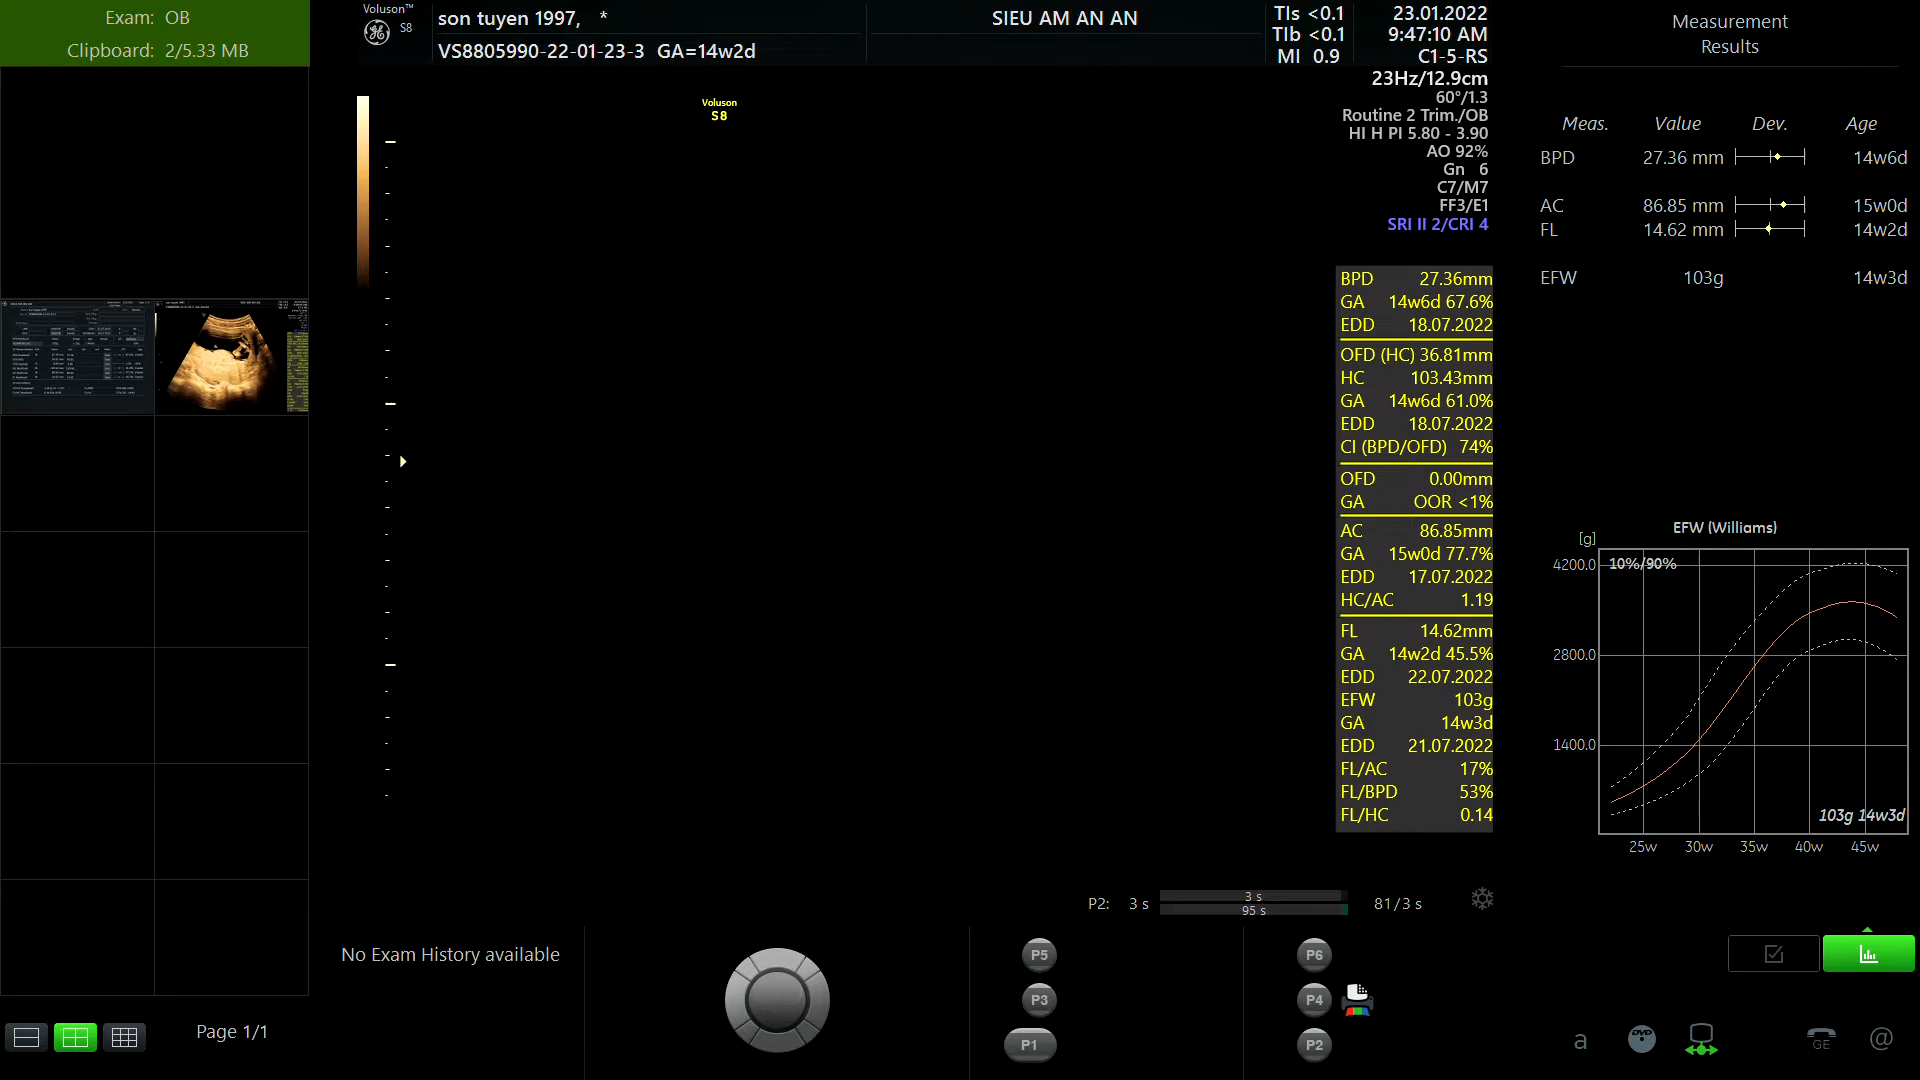 Exam: OB
Clipboard: 2/5.33 MB
Page 1/1
Voluson™
S8
son tuyen 1997, *
SIEU AM AN AN
VS8805990-22-01-23-3 GA=14w2d
TIs <0.1
TIb <0.1
MI 0.9
23.01.2022
9:47:10 AM
C1-5-RS
23Hz/12.9cm
60°/1.3
Routine 2 Trim./OB
HI H PI 5.80 - 3.90
AO 92%
Gn 6
C7/M7
FF3/E1
SRI II 2/CRI 4
Voluson
S8
BPD 27.36mm
GA 14w6d 67.6%
EDD 18.07.2022
OFD (HC) 36.81mm
HC 103.43mm
GA 14w6d 61.0%
EDD 18.07.2022
CI (BPD/OFD) 74%
OFD 0.00mm
GA OOR <1%
AC 86.85mm
GA 15w0d 77.7%
EDD 17.07.2022
HC/AC 1.19
FL 14.62mm
GA 14w2d 45.5%
EDD 22.07.2022
EFW 103g
GA 14w3d
EDD 21.07.2022
FL/AC 17%
FL/BPD 53%
FL/HC 0.14
P2: 3 s
3 s
95 s
81/3 s
No Exam History available
P5
P3
P1
P6
P4
P2
Measurement
Results
Meas. Value Dev. Age
BPD 27.36 mm 14w6d
AC 86.85 mm 15w0d
FL 14.62 mm 14w2d
EFW 103g 14w3d
EFW (Williams)
[g]
10%/90%
4200.0
2800.0
1400.0
103g 14w3d
25w 30w 35w 40w 45w
a
DVD
GE
@